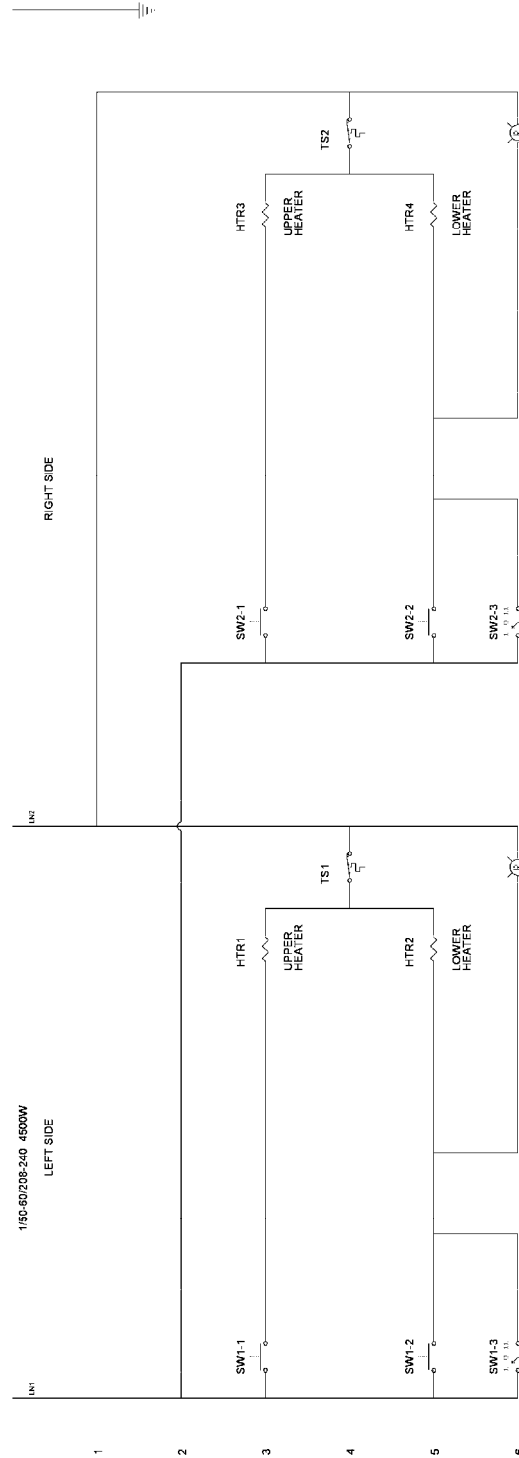 1/50-60/208-240 4500W
LEFT SIDE
RIGHT SIDE
LN1
LN2
1
2
3
SW1-1
HTR1
UPPER
HEATER
SW2-1
HTR3
UPPER
HEATER
4
TS1
TS2
5
SW1-2
HTR2
LOWER
HEATER
SW2-2
HTR4
LOWER
HEATER
6
SW1-3
SW2-3